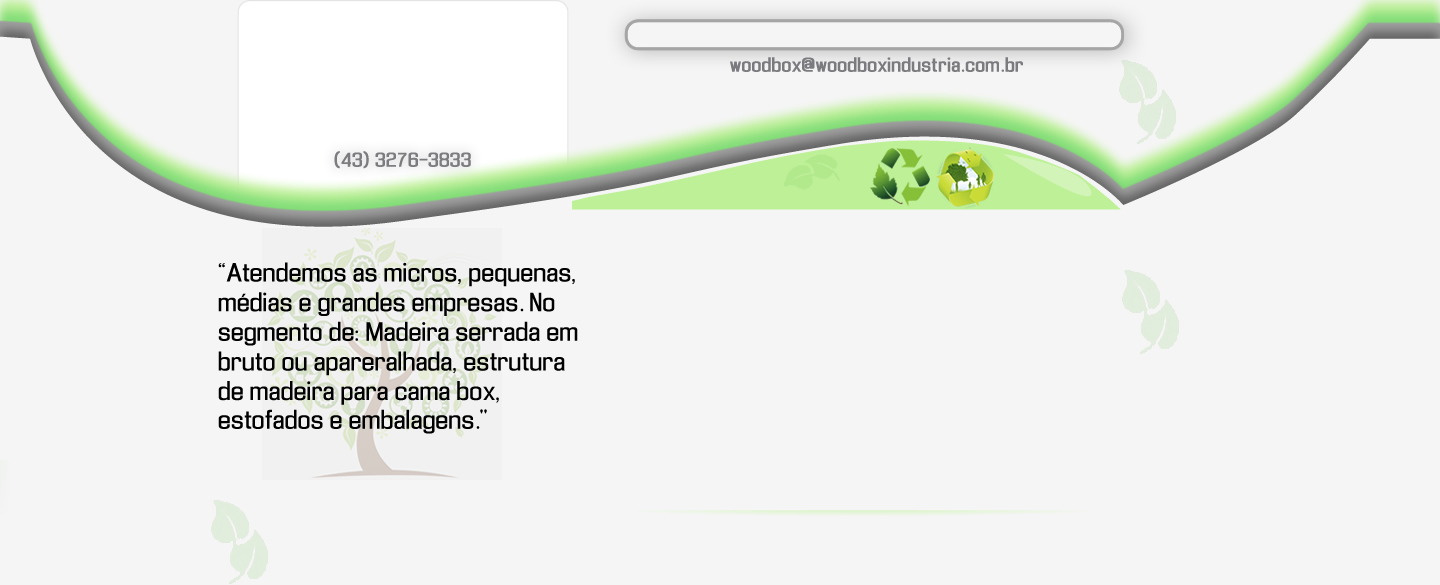 woodbox@woodboxindustria.com.br
(43) 3276-3833
“Atendemos as micros, pequenas,
médias e grandes empresas. No
segmento de: Madeira serrada em
bruto ou apareralhada, estrutura
de madeira para cama box,
estofados e embalagens.”